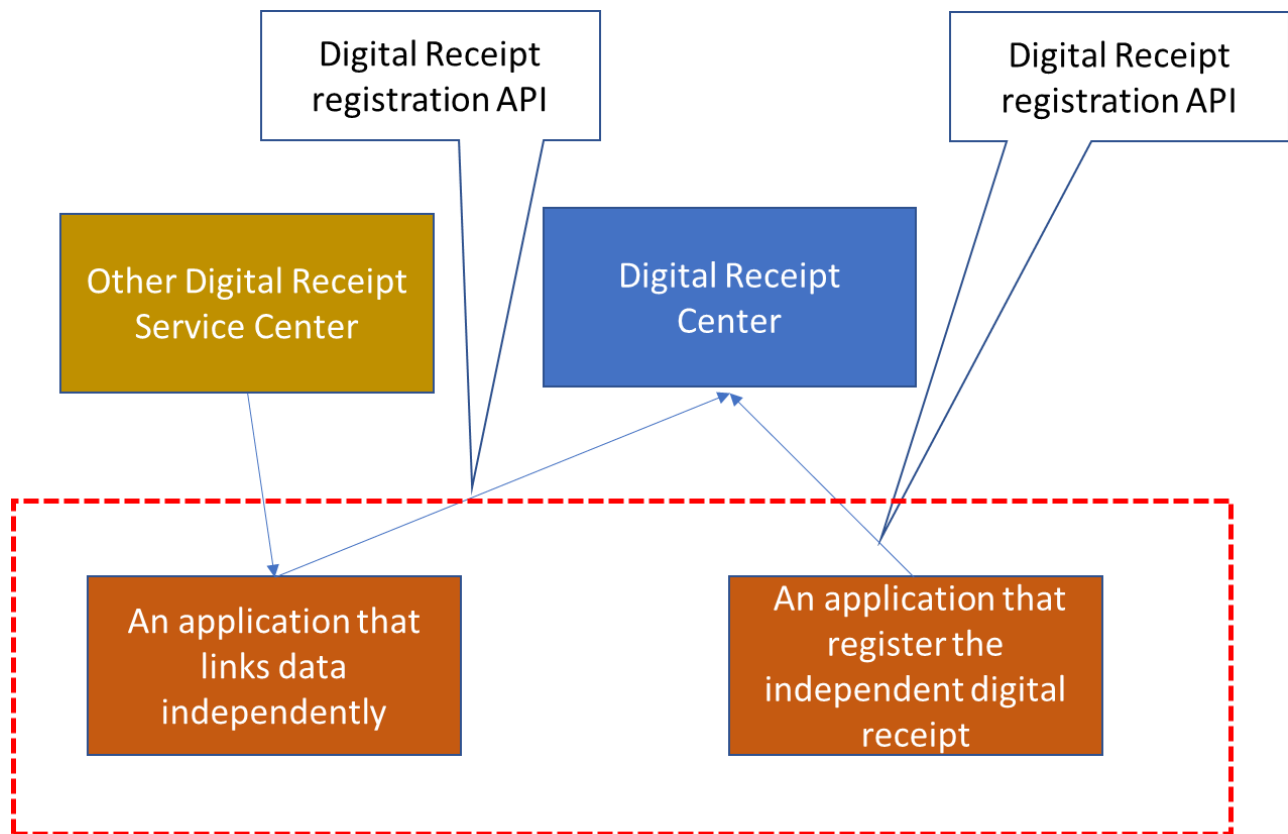 Digital Receipt
registration API
Digital Receipt
registration API
Other Digital Receipt
Service Center
Digital Receipt
Center
An application that
links data
independently
An application that
register the
independent digital
receipt